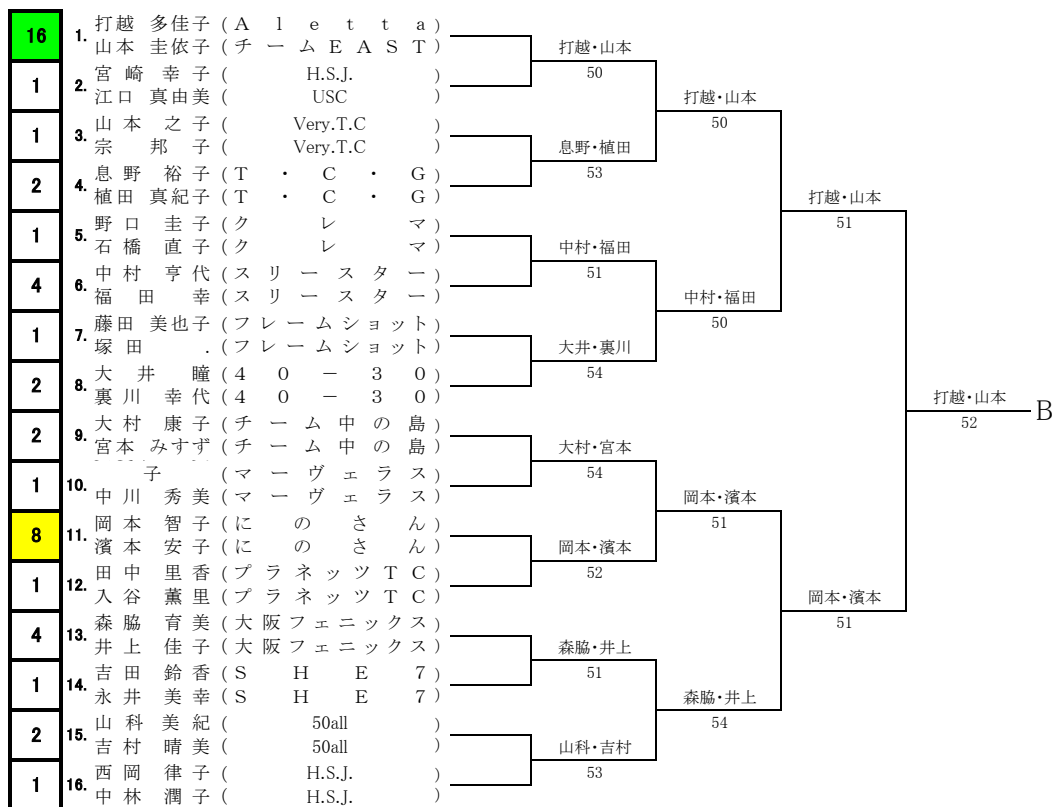 16 1. 打越 多佳子 (Aletta)
山本 圭依子 (チームEAST)
1 2. 宮崎 幸子 (H.S.J.)
江口 真由美 (USC)
1 3. 山本 之子 (Very.T.C)
宗 邦子 (Very.T.C)
2 4. 息野 裕子 (T・C・G)
植田 真紀子 (T・C・G)
1 5. 野口 圭子 (クレマ)
石橋 直子 (クレマ)
4 6. 中村 亨代 (スリースター)
福田 幸 (スリースター)
1 7. 藤田 美也子 (フレームショット)
塚田 . (フレームショット)
2 8. 大井 瞳 (40－30)
裏川 幸代 (40－30)
2 9. 大村 康子 (チーム中の島)
宮本 みすず (チーム中の島)
1 10. 子 (マーヴェラス)
中川 秀美 (マーヴェラス)
8 11. 岡本 智子 (にのさん)
濱本 安子 (にのさん)
1 12. 田中 里香 (プラネッツTC)
入谷 薫里 (プラネッツTC)
4 13. 森脇 育美 (大阪フェニックス)
井上 佳子 (大阪フェニックス)
1 14. 吉田 鈴香 (SHE7)
永井 美幸 (SHE7)
2 15. 山科 美紀 (50all)
吉村 晴美 (50all)
1 16. 西岡 律子 (H.S.J.)
中林 潤子 (H.S.J.)
打越・山本
50
息野・植田
53
中村・福田
51
大井・裏川
54
大村・宮本
54
岡本・濱本
52
森脇・井上
51
山科・吉村
53
打越・山本
50
中村・福田
50
岡本・濱本
51
森脇・井上
54
打越・山本
51
岡本・濱本
51
打越・山本
52
B